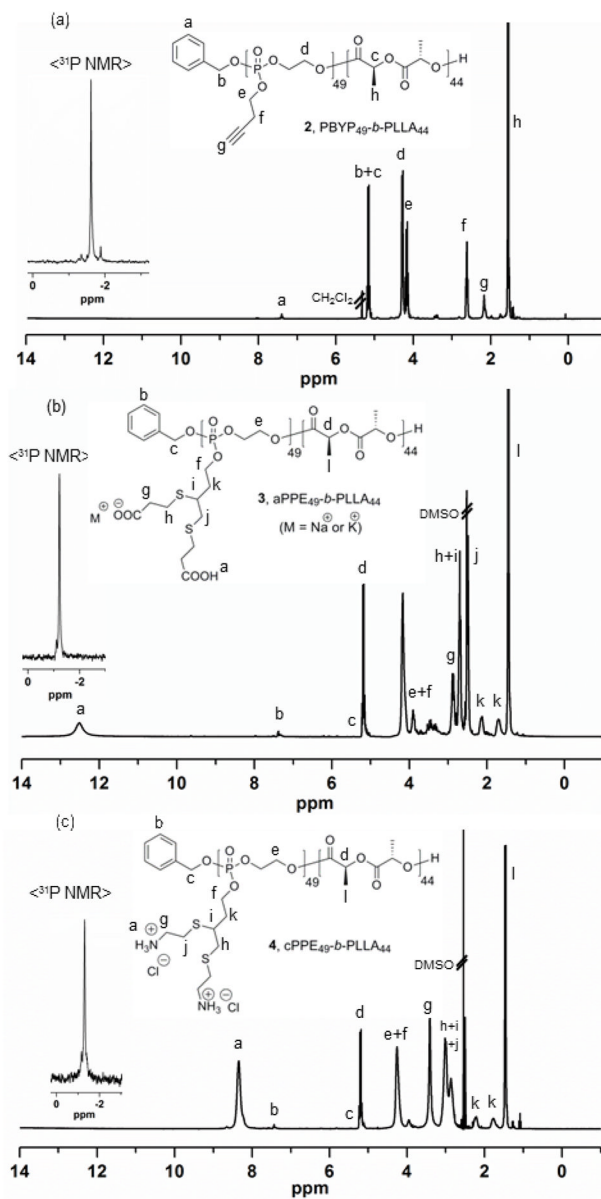 (a)
<31P NMR>
a
b
O
O
P
O
O
d
O
49
O
c
O
h
O
O
H
44
e
f
g
2, PBYP49-b-PLLA44
0
-2
ppm
a
CH2Cl2
b+c
d
e
f
g
h
14
12
10
8
6
4
2
0
ppm
(b)
<31P NMR>
b
c
O
O
P
O
O
e
O
49
O
d
O
l
O
O
H
44
f
k
i
g
S
M⊕
⊖OOC
h
j
S
COOH
a
3, aPPE49-b-PLLA44
(M = Na⊕ or K⊕)
0
-2
ppm
a
b
c
d
e+f
g
h+i
DMSO
j
k
k
l
14
12
10
8
6
4
2
0
ppm
(c)
<31P NMR>
b
c
O
O
P
O
O
e
O
49
O
d
O
l
O
O
H
44
f
k
i
a
g
S
H3N
⊕
Cl
⊖
j
h
S
NH3
⊕
⊖
Cl
4, cPPE49-b-PLLA44
0
-2
ppm
a
b
c
d
e+f
g
h+i
+j
DMSO
k
k
l
14
12
10
8
6
4
2
0
ppm